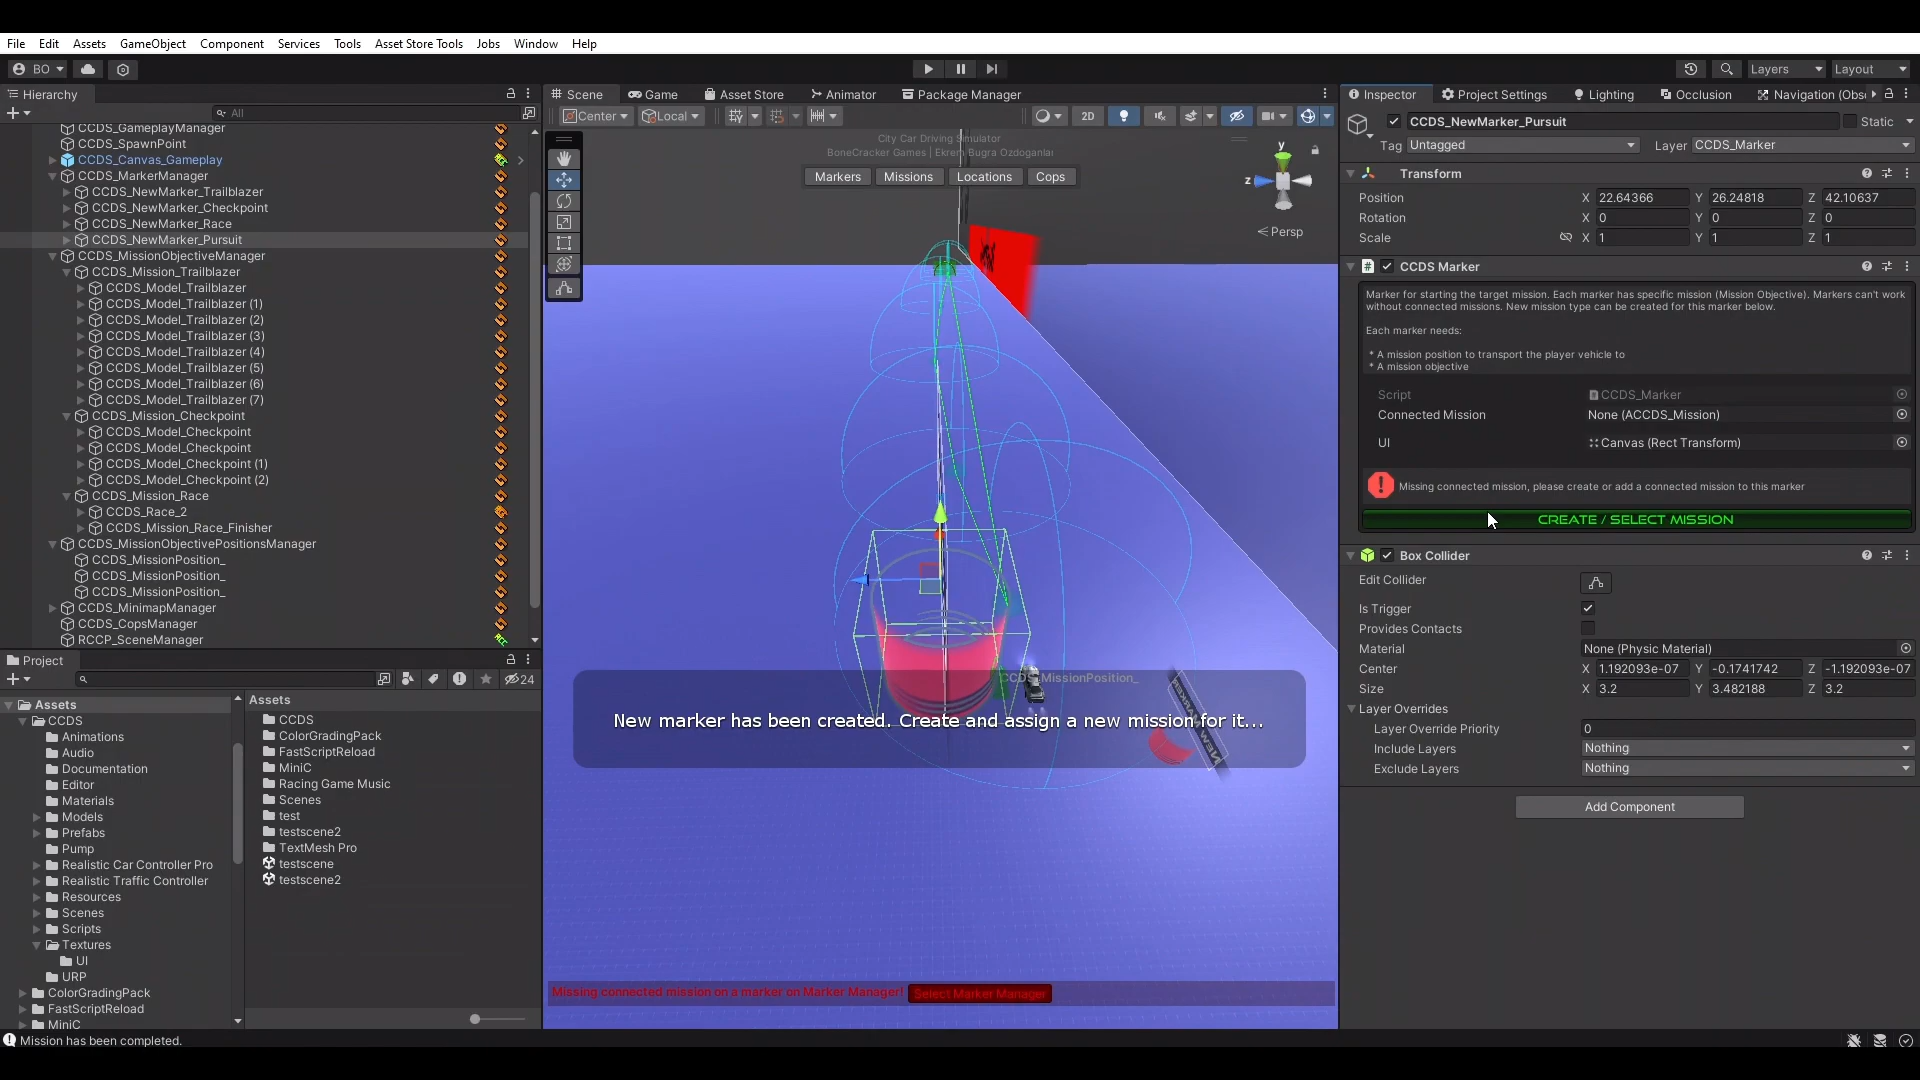 File Edit Assets GameObject Component Services Tools Asset Store Tools Jobs Window Help
BO Layers Layout
Hierarchy
All
CCDS_GameplayManager
CCDS_SpawnPoint
CCDS_Canvas_Gameplay
CCDS_MarkerManager
CCDS_NewMarker_Trailblazer
CCDS_NewMarker_Checkpoint
CCDS_NewMarker_Race
CCDS_NewMarker_Pursuit
CCDS_MissionObjectiveManager
CCDS_Mission_Trailblazer
CCDS_Model_Trailblazer
CCDS_Model_Trailblazer (1)
CCDS_Model_Trailblazer (2)
CCDS_Model_Trailblazer (3)
CCDS_Model_Trailblazer (4)
CCDS_Model_Trailblazer (5)
CCDS_Model_Trailblazer (6)
CCDS_Model_Trailblazer (7)
CCDS_Mission_Checkpoint
CCDS_Model_Checkpoint
CCDS_Model_Checkpoint
CCDS_Model_Checkpoint (1)
CCDS_Model_Checkpoint (2)
CCDS_Mission_Race
CCDS_Race_2
CCDS_Mission_Race_Finisher
CCDS_MissionObjectivePositionsManager
CCDS_MissionPosition_
CCDS_MissionPosition_
CCDS_MissionPosition_
CCDS_MinimapManager
CCDS_CopsManager
RCCP_SceneManager
Project
24
Assets
CCDS
Animations
Audio
Documentation
Editor
Materials
Models
Prefabs
Pump
Realistic Car Controller Pro
Realistic Traffic Controller
Resources
Scenes
Scripts
Textures
UI
URP
ColorGradingPack
FastScriptReload
MiniC
Assets
CCDS
ColorGradingPack
FastScriptReload
MiniC
Racing Game Music
Scenes
test
testscene2
TextMesh Pro
testscene
testscene2
Mission has been completed.
Scene Game Asset Store Animator Package Manager
Center Local 2D
City Car Driving Simulator
BoneCracker Games | Ekrem Bugra Ozdoganlar
Markers Missions Locations Cops
y
z
Persp
CCDS_MissionPosition_
NEW MARKER
New marker has been created. Create and assign a new mission for it...
Missing connected mission on a marker on Marker Manager! Select Marker Manager
Inspector Project Settings Lighting Occlusion Navigation (Obs
CCDS_NewMarker_Pursuit Static
Tag Untagged Layer CCDS_Marker
Transform
Position X 22.64366 Y 26.24818 Z 42.10637
Rotation X 0 Y 0 Z 0
Scale X 1 Y 1 Z 1
CCDS Marker
Marker for starting the target mission. Each marker has specific mission (Mission Objective). Markers can't work
without connected missions. New mission type can be created for this marker below.
Each marker needs:
* A mission position to transport the player vehicle to
* A mission objective
Script CCDS_Marker
Connected Mission None (ACCDS_Mission)
UI Canvas (Rect Transform)
Missing connected mission, please create or add a connected mission to this marker
CREATE / SELECT MISSION
Box Collider
Edit Collider
Is Trigger
Provides Contacts
Material None (Physic Material)
Center X 1.192093e-07 Y -0.1741742 Z -1.192093e-07
Size X 3.2 Y 3.482188 Z 3.2
Layer Overrides
Layer Override Priority 0
Include Layers Nothing
Exclude Layers Nothing
Add Component